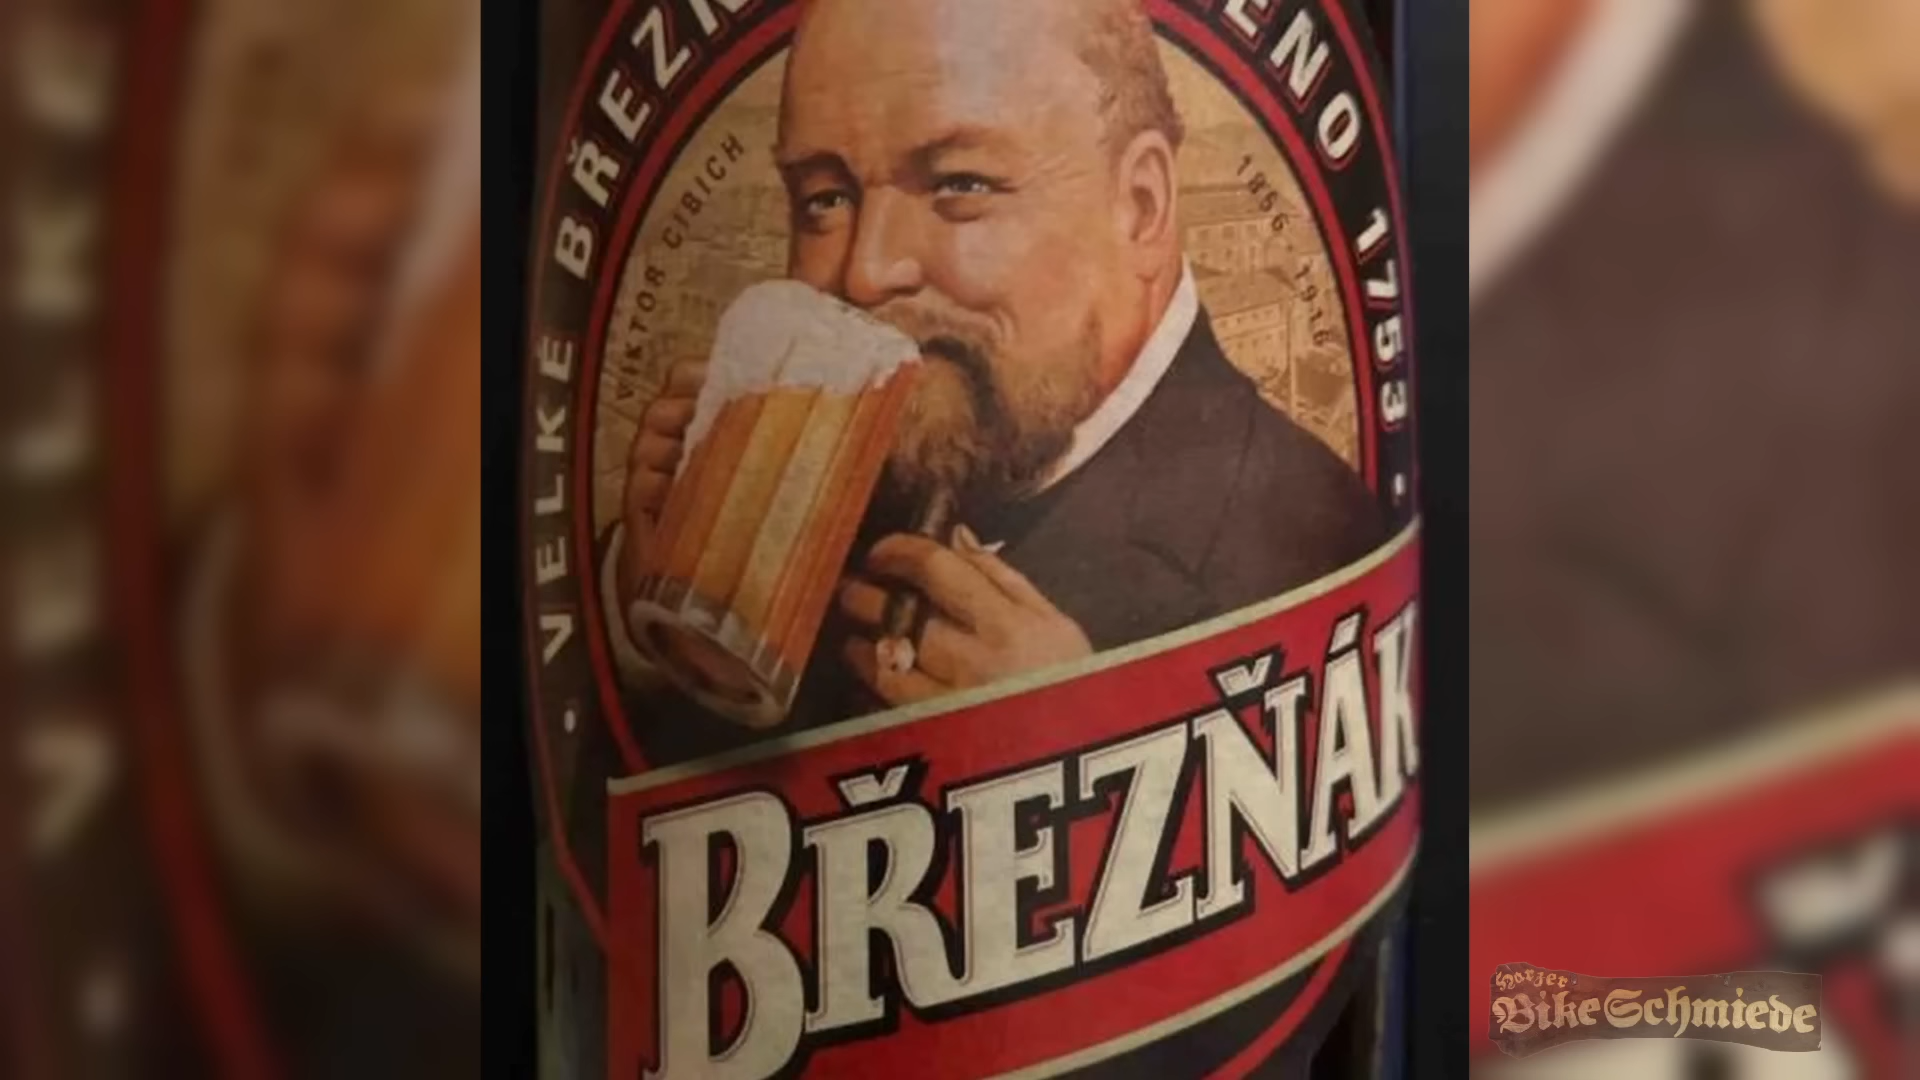 VELKÉ BŘEZN
ENO 1753
VIKTOR CIBICH
1856 - 1916
BŘEZŇÁK
Harzer
BikeSchmiede